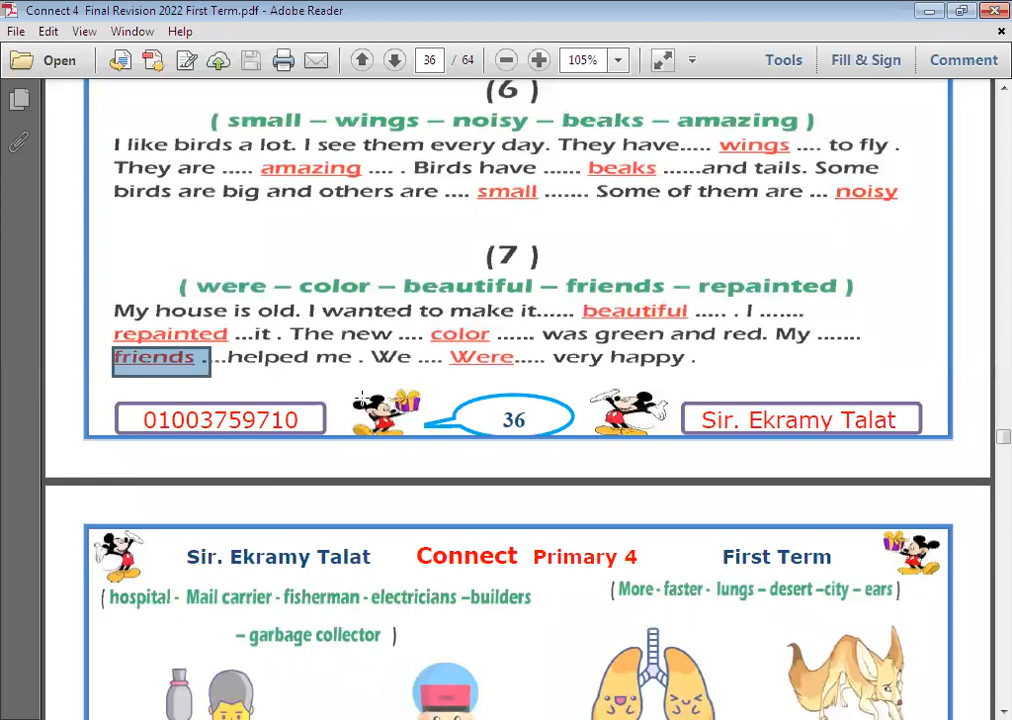 Connect 4 Final Revision 2022 First Term.pdf - Adobe Reader
File Edit View Window Help
Open 36 / 64 105% Tools Fill & Sign Comment
(6 )
( small – wings – noisy – beaks – amazing )
I like birds a lot. I see them every day. They have..... wings .... to fly .
They are ..... amazing .... . Birds have ...... beaks ......and tails. Some
birds are big and others are .... small ....... Some of them are ... noisy
(7 )
( were – color – beautiful – friends – repainted )
My house is old. I wanted to make it...... beautiful ..... . I .......
repainted ...it . The new .... color ...... was green and red. My .......
friends ....helped me . We .... Were..... very happy .
01003759710 36 Sir. Ekramy Talat
Sir. Ekramy Talat Connect Primary 4 First Term
( hospital - Mail carrier - fisherman - electricians –builders
– garbage collector )
(More - faster - lungs – desert –city – ears )